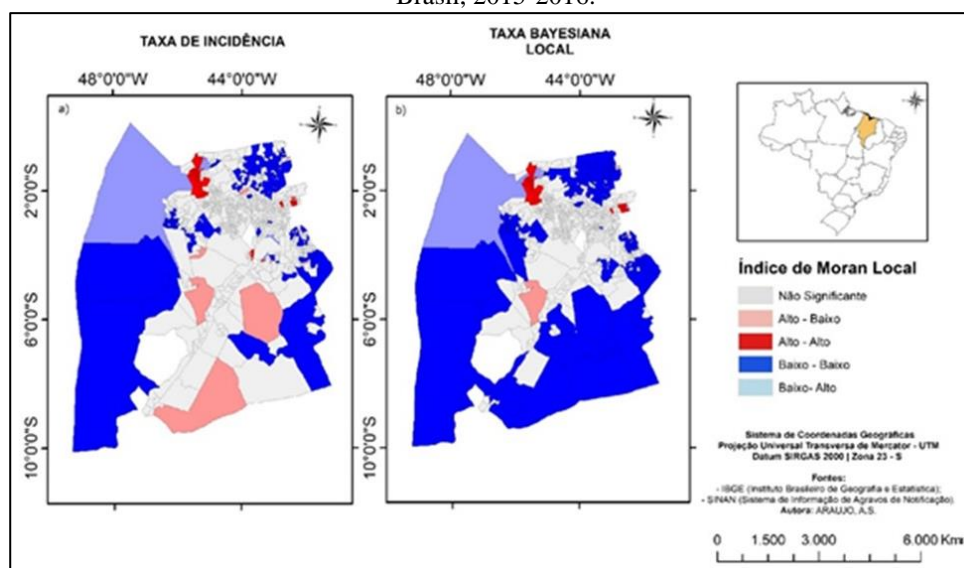 Brasil, 2015-2016.
TAXA DE INCIDÊNCIA
48°0'0"W 44°0'0"W
a)
2°0'0"S
6°0'0"S
10°0'0"S
TAXA BAYESIANA
LOCAL
48°0'0"W 44°0'0"W
b)
2°0'0"S
6°0'0"S
10°0'0"S
Índice de Moran Local
Não Significante
Alto - Baixo
Alto - Alto
Baixo - Baixo
Baixo- Alto
Sistema de Coordenadas Geográficas
Projeção Universal Transversa de Mercator - UTM
Datum SIRGAS 2000 | Zona 23 - S
Fontes:
- IBGE (Instituto Brasileiro de Geografia e Estatística);
- SINAN (Sistema de Informação de Agravos de Notificação)
Autora: ARAUJO, A.S.
0 1.500 3.000 6.000 Km